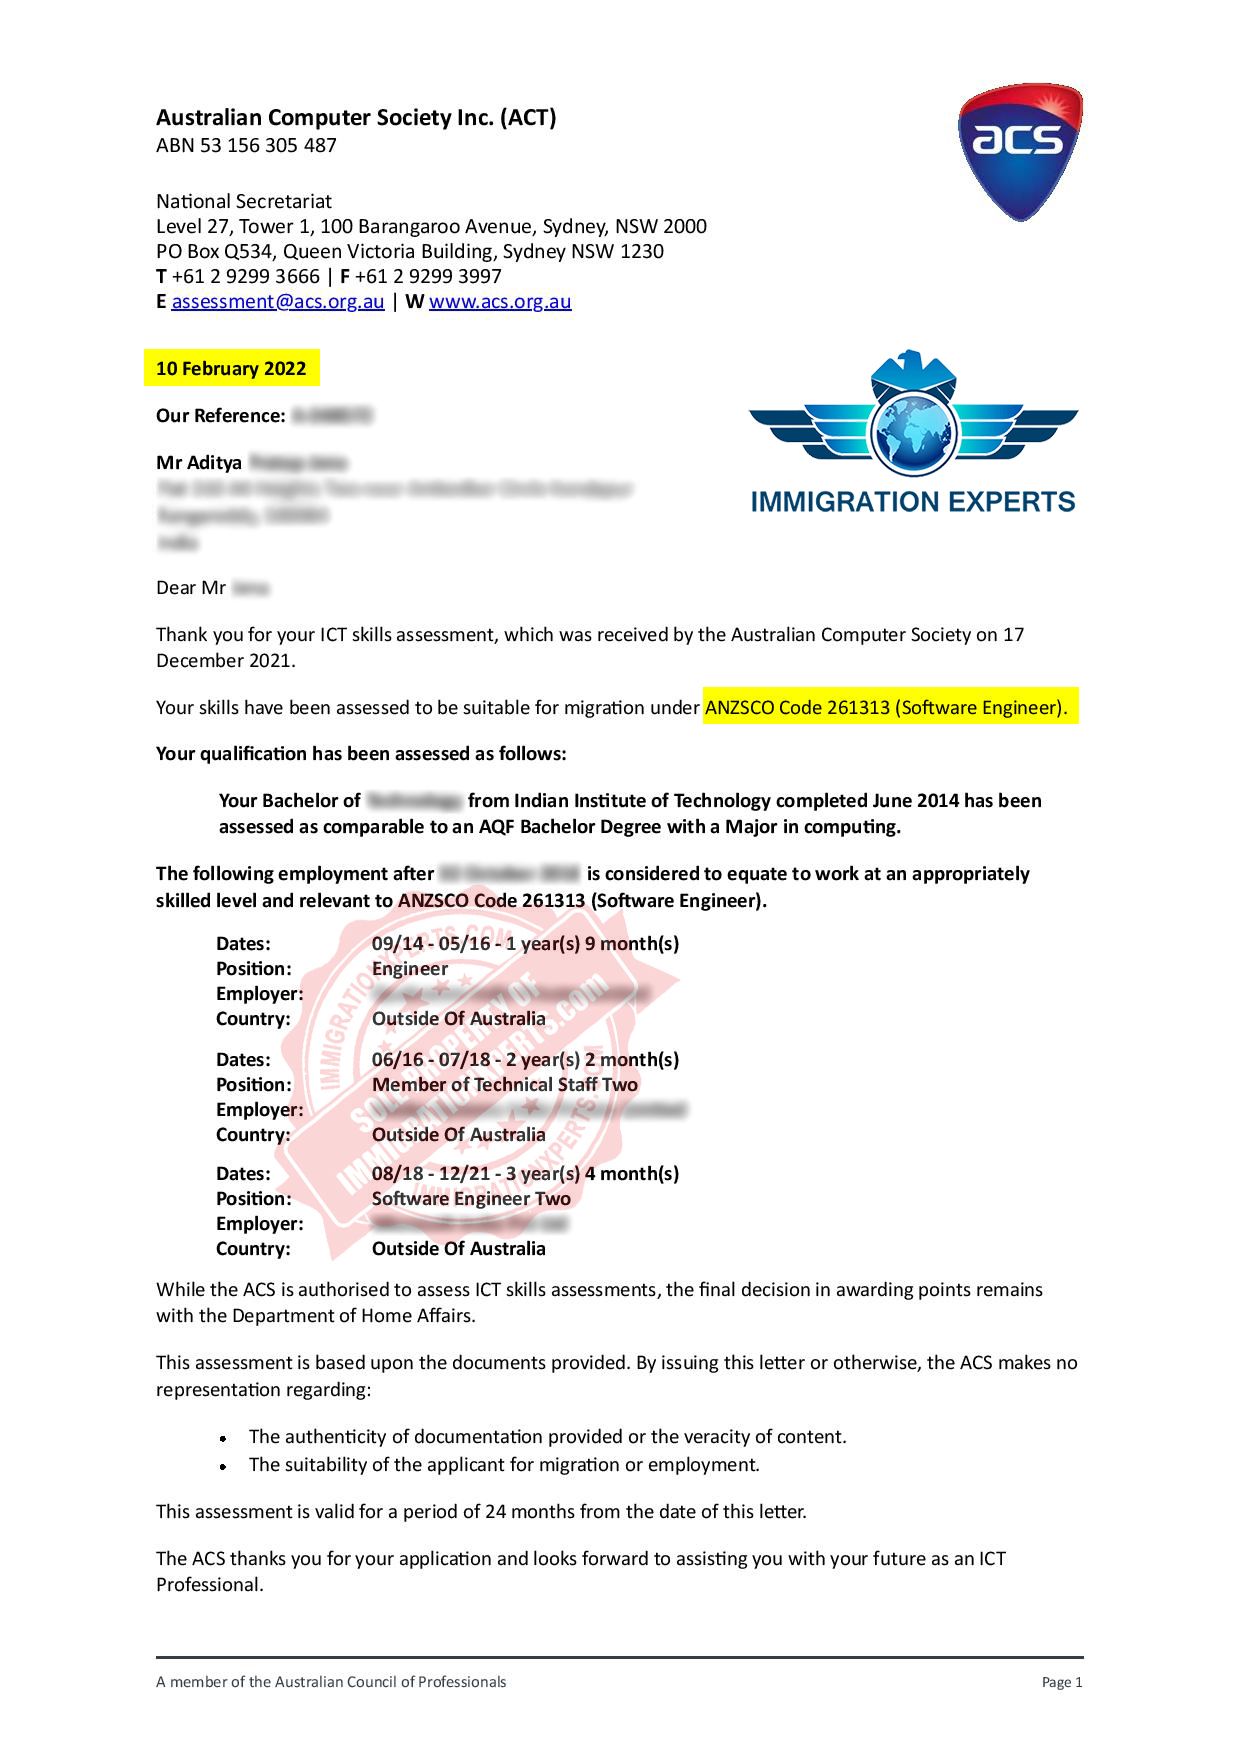 Australian Computer Society Inc. (ACT)
ABN 53 156 305 487
acs
National Secretariat
Level 27, Tower 1, 100 Barangaroo Avenue, Sydney, NSW 2000
PO Box Q534, Queen Victoria Building, Sydney NSW 1230
T +61 2 9299 3666 | F +61 2 9299 3997
E assessment@acs.org.au | W www.acs.org.au
10 February 2022
Our Reference:
Mr Aditya
IMMIGRATION EXPERTS
Dear Mr
Thank you for your ICT skills assessment, which was received by the Australian Computer Society on 17
December 2021.
Your skills have been assessed to be suitable for migration under ANZSCO Code 261313 (Software Engineer).
Your qualification has been assessed as follows:
Your Bachelor of from Indian Institute of Technology completed June 2014 has been
assessed as comparable to an AQF Bachelor Degree with a Major in computing.
The following employment after is considered to equate to work at an appropriately
skilled level and relevant to ANZSCO Code 261313 (Software Engineer).
Dates: 09/14 - 05/16 - 1 year(s) 9 month(s)
Position: Engineer
Employer:
Country: Outside Of Australia
Dates: 06/16 - 07/18 - 2 year(s) 2 month(s)
Position: Member of Technical Staff Two
Employer:
Country: Outside Of Australia
Dates: 08/18 - 12/21 - 3 year(s) 4 month(s)
Position: Software Engineer Two
Employer:
Country: Outside Of Australia
IMMIGRATIONXPERTS.COM
SOLE PROPERTY OF
IMMIGRATIONXPERTS.com
IMMIGRATIONXPERTS.COM
While the ACS is authorised to assess ICT skills assessments, the final decision in awarding points remains
with the Department of Home Affairs.
This assessment is based upon the documents provided. By issuing this letter or otherwise, the ACS makes no
representation regarding:
• The authenticity of documentation provided or the veracity of content.
• The suitability of the applicant for migration or employment.
This assessment is valid for a period of 24 months from the date of this letter.
The ACS thanks you for your application and looks forward to assisting you with your future as an ICT
Professional.
A member of the Australian Council of Professionals Page 1